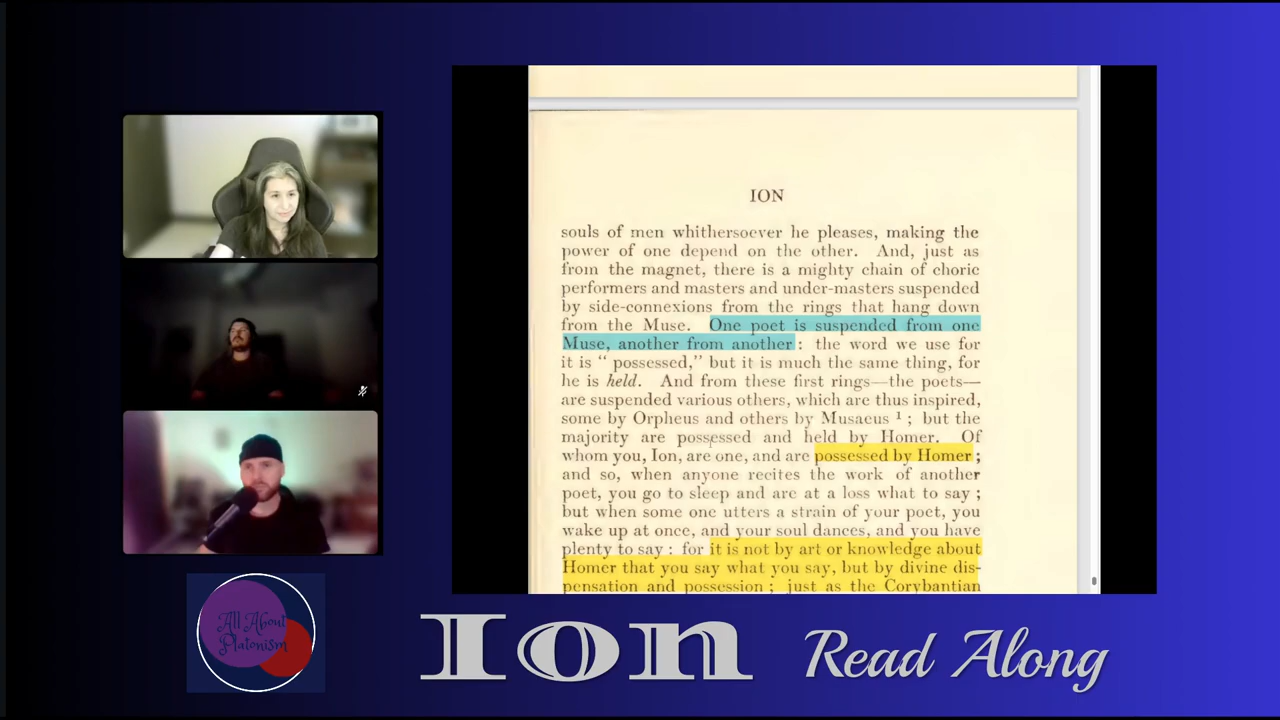 ION
souls of men whithersoever he pleases, making the
power of one depend on the other. And, just as
from the magnet, there is a mighty chain of choric
performers and masters and under-masters suspended
by side-connexions from the rings that hang down
from the Muse. One poet is suspended from one
Muse, another from another : the word we use for
it is “ possessed,” but it is much the same thing, for
he is held. And from these first rings—the poets—
are suspended various others, which are thus inspired,
some by Orpheus and others by Musaeus ¹ ; but the
majority are possessed and held by Homer. Of
whom you, Ion, are one, and are possessed by Homer ;
and so, when anyone recites the work of another
poet, you go to sleep and are at a loss what to say ;
but when some one utters a strain of your poet, you
wake up at once, and your soul dances, and you have
plenty to say : for it is not by art or knowledge about
Homer that you say what you say, but by divine dis-
pensation and possession ; just as the Corybantian
All About
Platonism
Ion Read Along